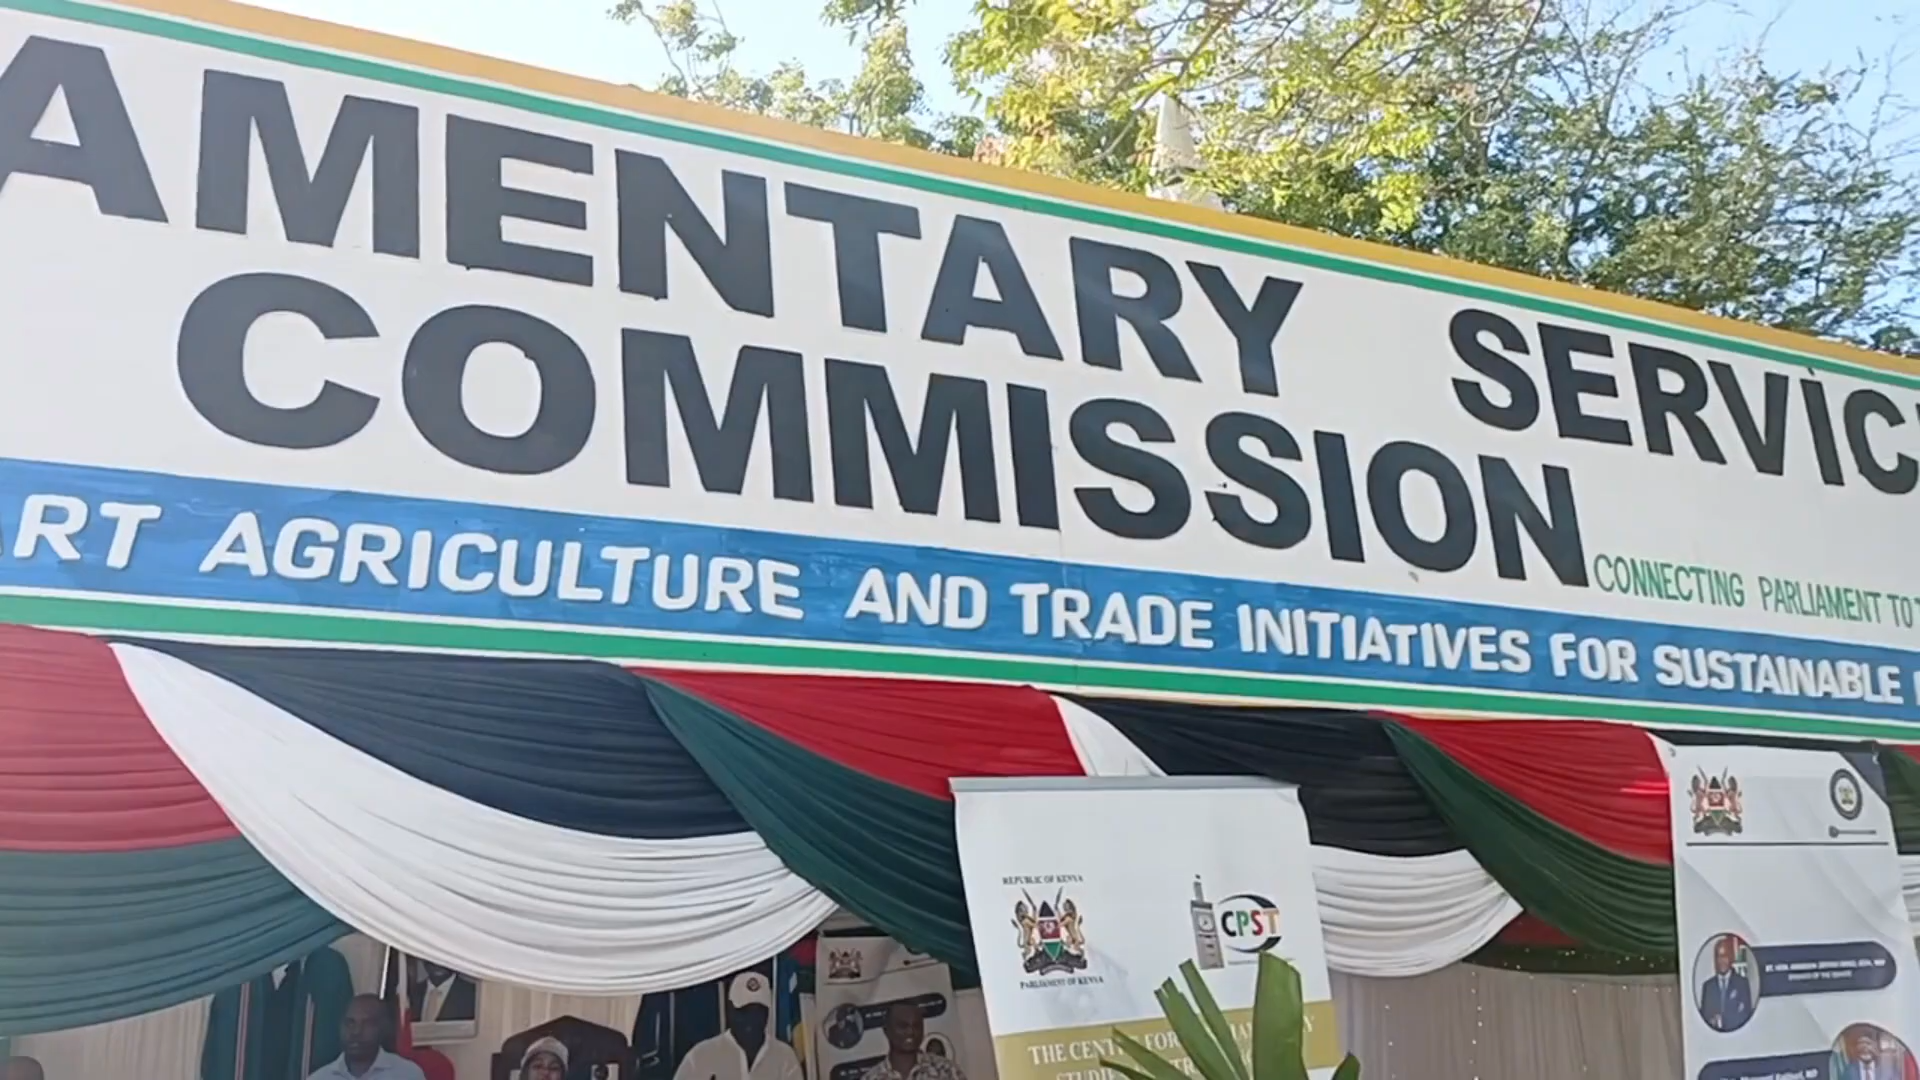 AMENTARY SERVIC
COMMISSION
CONNECTING PARLIAMENT TO
ART AGRICULTURE AND TRADE INITIATIVES FOR SUSTAINABLE
REPUBLIC OF KENYA
PARLIAMENT OF KENYA
CPST
THE FOR